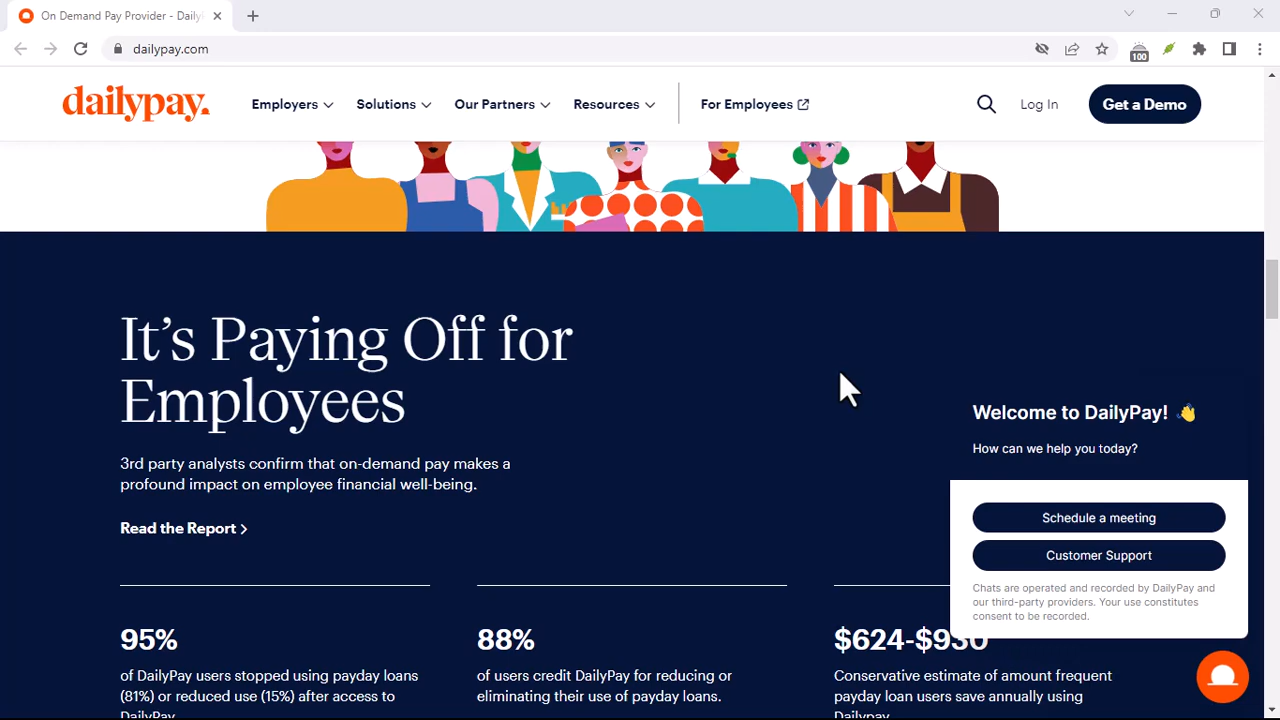 On Demand Pay Provider - Daily
dailypay.com
100
dailypay.
Employers
Solutions
Our Partners
Resources
For Employees
Log In
Get a Demo
It's Paying Off for
Employees
3rd party analysts confirm that on-demand pay makes a
profound impact on employee financial well-being.
Read the Report
95%
of DailyPay users stopped using payday loans
(81%) or reduced use (15%) after access to
DailyPay
88%
of users credit DailyPay for reducing or
eliminating their use of payday loans.
$624-$930
Conservative estimate of amount frequent
payday loan users save annually using
Dailypay
Welcome to DailyPay! 👋
How can we help you today?
Schedule a meeting
Customer Support
Chats are operated and recorded by DailyPay and
our third-party providers. Your use constitutes
consent to be recorded.